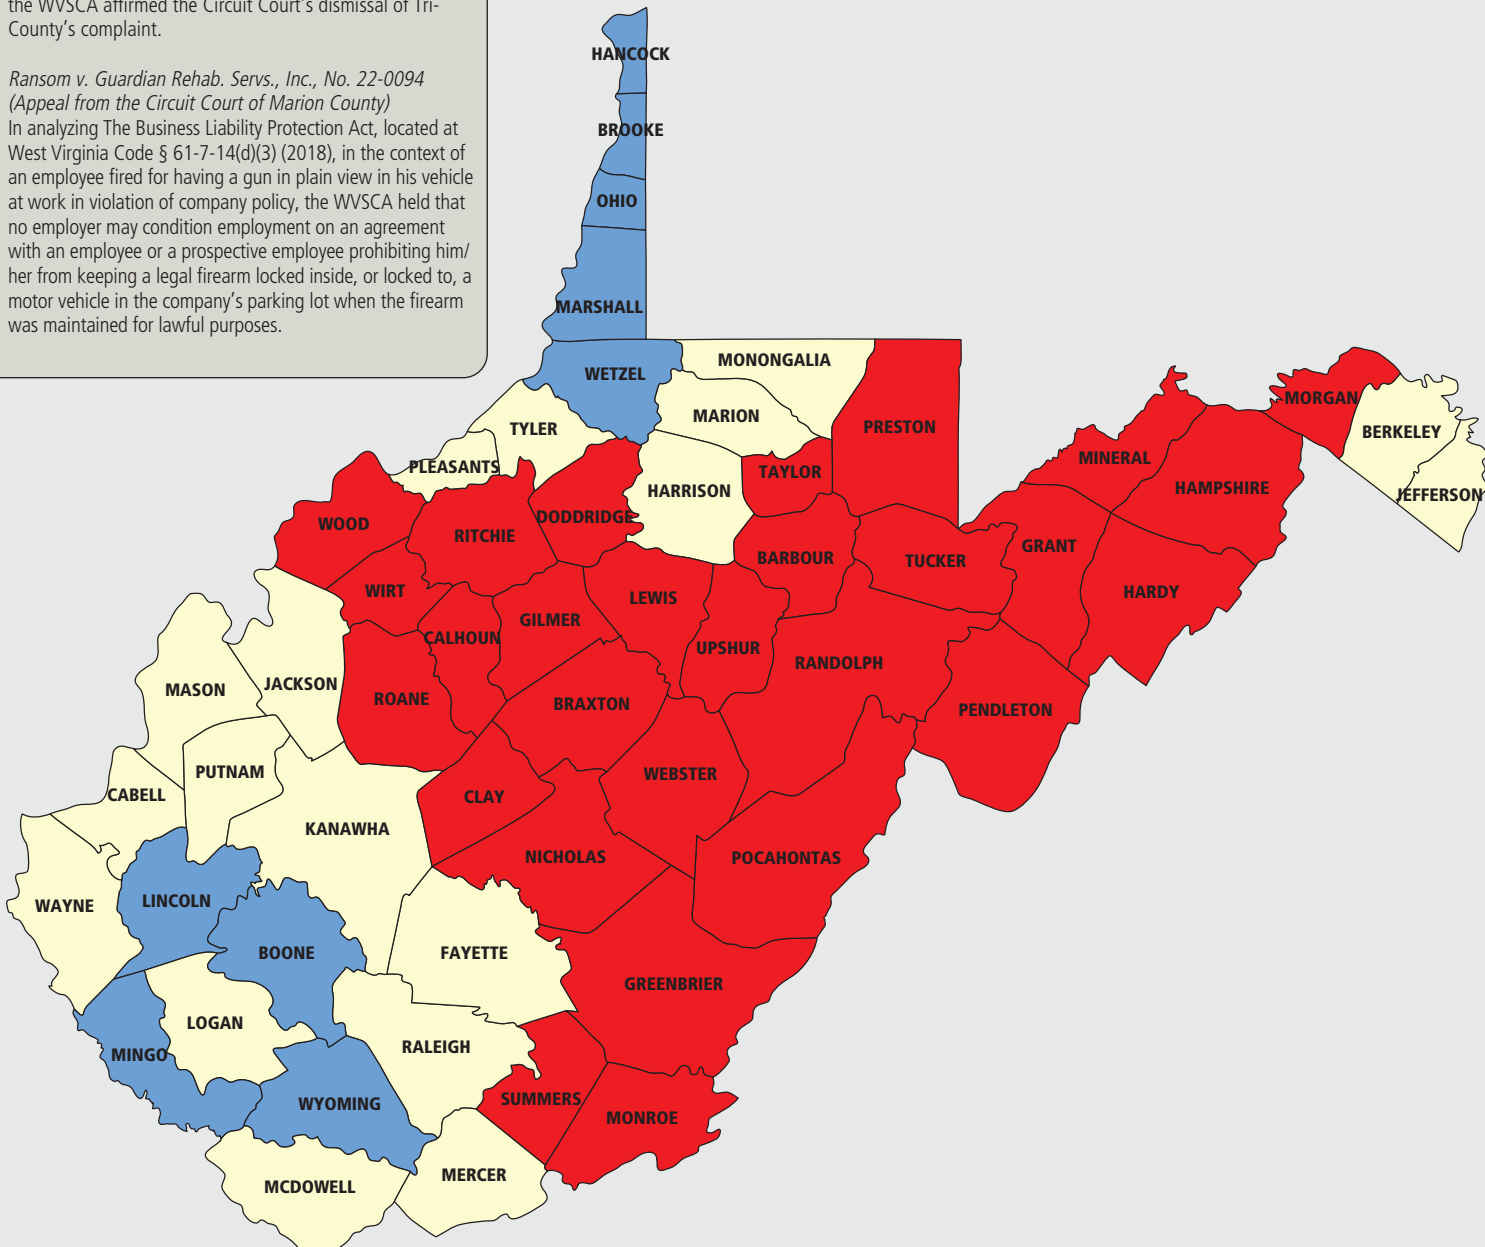 the WVSCA affirmed the Circuit Court's dismissal of Tri-
County's complaint.
Ransom v. Guardian Rehab. Servs., Inc., No. 22-0094
(Appeal from the Circuit Court of Marion County)
In analyzing The Business Liability Protection Act, located at
West Virginia Code § 61-7-14(d)(3) (2018), in the context of
an employee fired for having a gun in plain view in his vehicle
at work in violation of company policy, the WVSCA held that
no employer may condition employment on an agreement
with an employee or a prospective employee prohibiting him/
her from keeping a legal firearm locked inside, or locked to, a
motor vehicle in the company's parking lot when the firearm
was maintained for lawful purposes.
HANCOCK
BROOKE
OHIO
MARSHALL
WETZEL
MONONGALIA
MARION
PRESTON
TYLER
PLEASANTS
TAYLOR
HARRISON
DODDRIDGE
RITCHIE
WOOD
MORGAN
BERKELEY
JEFFERSON
MINERAL
HAMPSHIRE
GRANT
HARDY
BARBOUR
TUCKER
WIRT
LEWIS
GILMER
CALHOUN
UPSHUR
RANDOLPH
PENDLETON
MASON
JACKSON
ROANE
BRAXTON
WEBSTER
PUTNAM
CABELL
CLAY
KANAWHA
NICHOLAS
POCAHONTAS
WAYNE
LINCOLN
BOONE
FAYETTE
GREENBRIER
LOGAN
RALEIGH
MINGO
WYOMING
SUMMERS
MONROE
MCDOWELL
MERCER